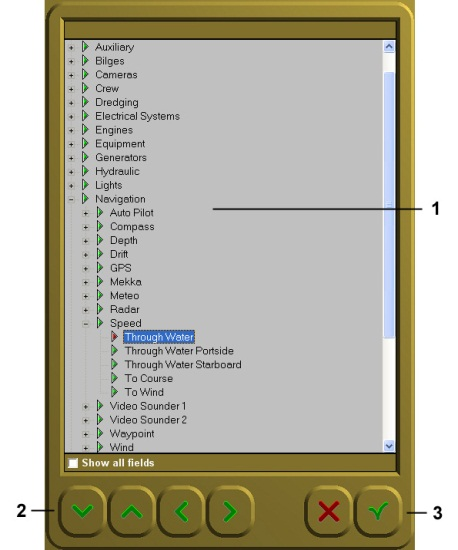 Auxiliary
Bilges
Cameras
Crew
Dredging
Electrical Systems
Engines
Equipment
Generators
Hydraulic
Lights
Navigation
Auto Pilot
Compass
Depth
Drift
GPS
Mekka
Meteo
Radar
Speed
Through Water
Through Water Portside
Through Water Starboard
To Course
To Wind
Video Sounder 1
Video Sounder 2
Waypoint
Wind
Show all fields
1
2
3